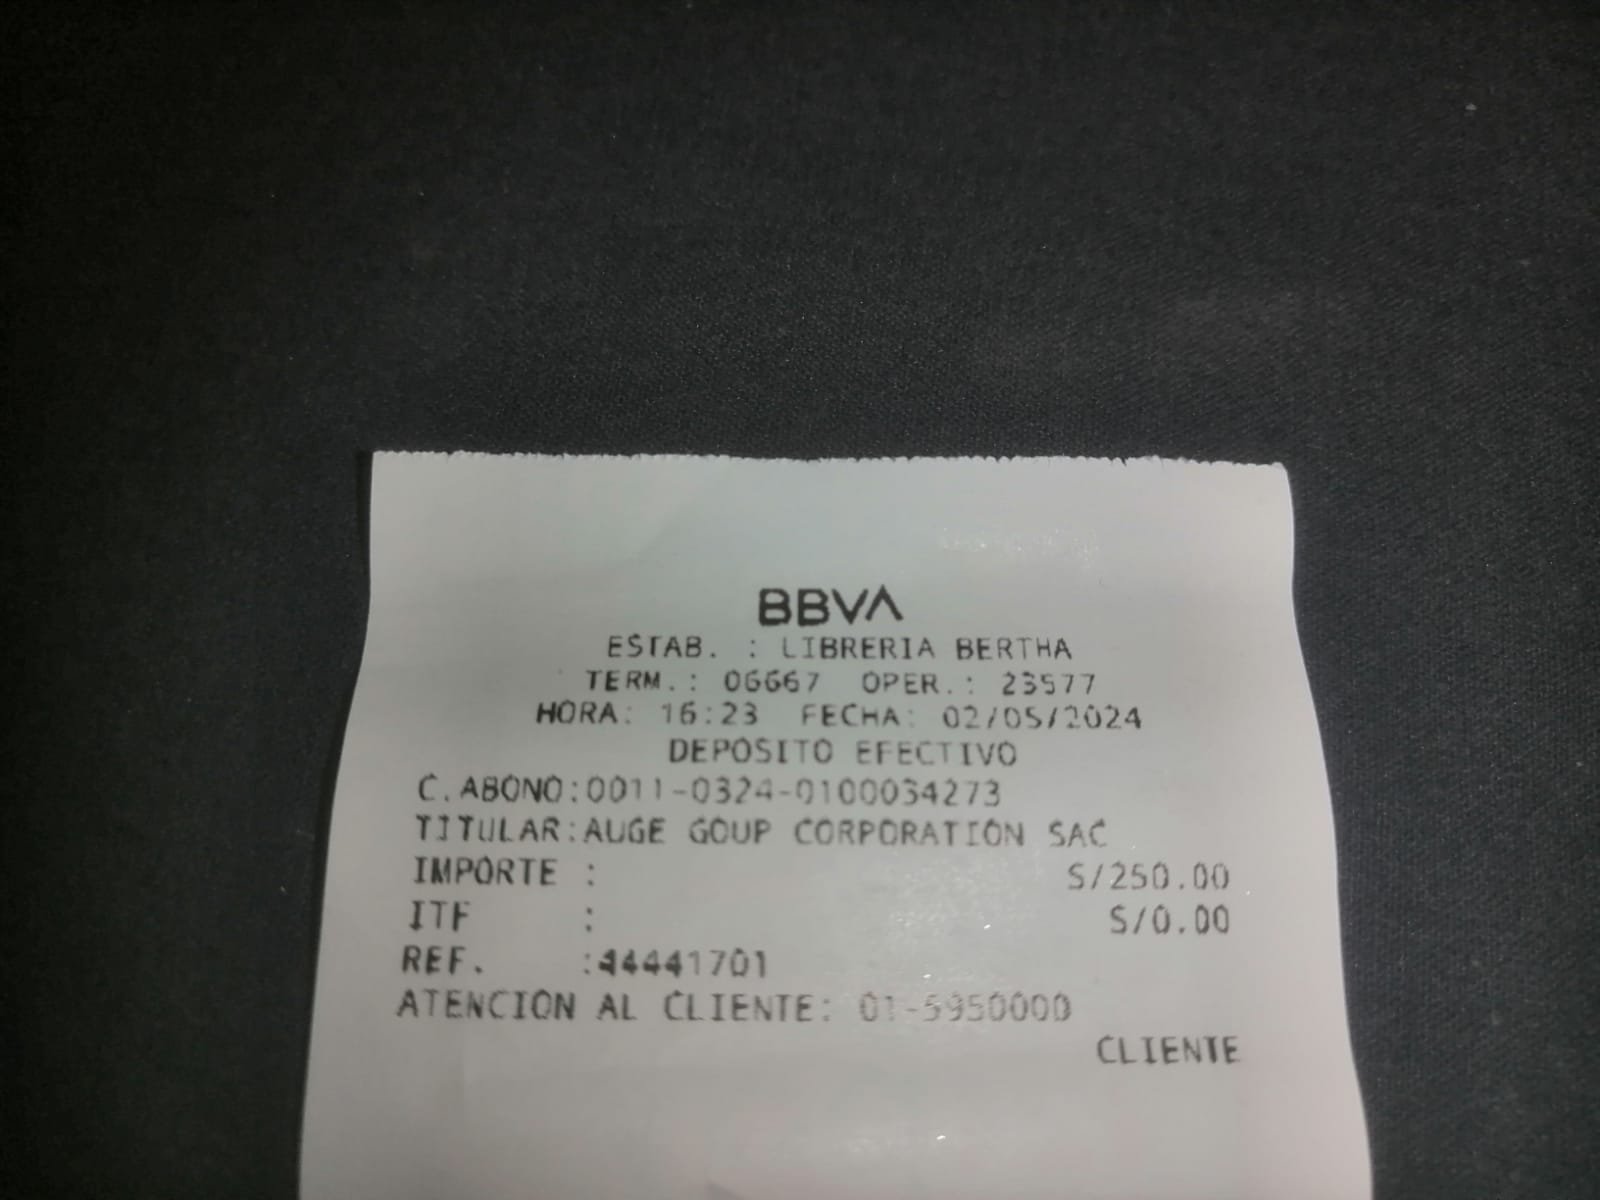 BBVA
ESTAB. : LIBRERIA BERTHA
TERM.: 06667 OPER.: 23577
HORA: 16:23 FECHA: 02/05/2024
DEPOSITO EFECTIVO
C.ABONO:0011-0324-0100034273
TITULAR:AUGE GOUP CORPORATION SAC
IMPORTE : S/250.00
ITF : S/0.00
REF. :44441701
ATENCION AL CLIENTE: 01-5950000
CLIENTE